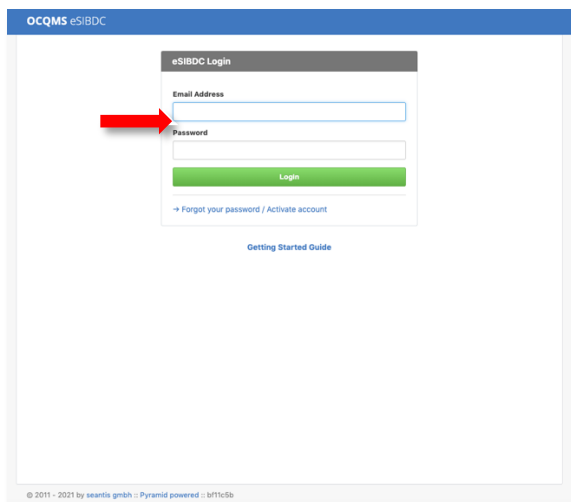 OCQMS eSIBDC
eSIBDC Login
Email Address
Password
Login
→ Forgot your password / Activate account
Getting Started Guide
© 2011 - 2021 by seantis gmbh :: Pyramid powered :: bf11c5b